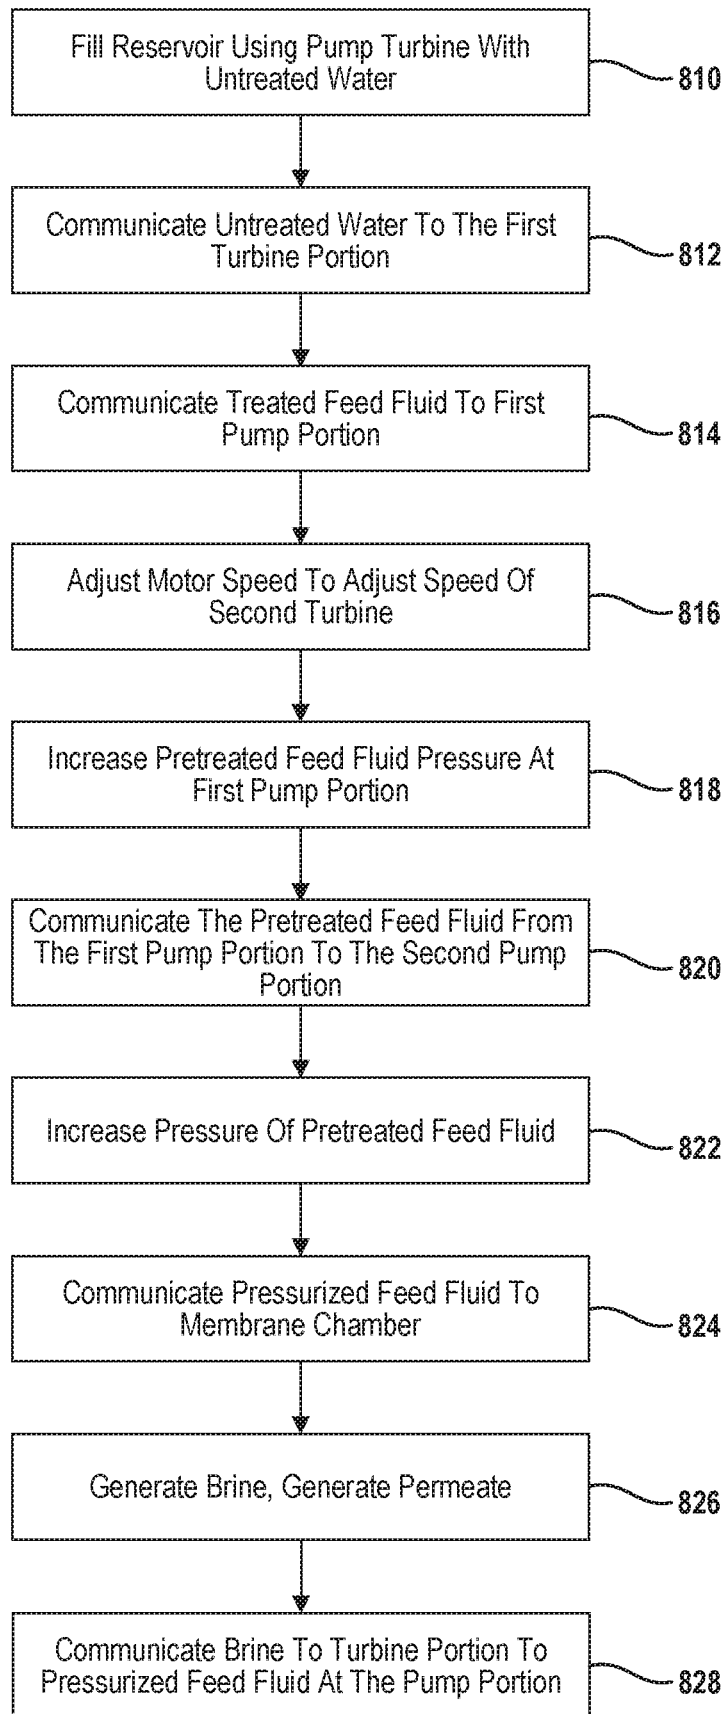 Fill Reservoir Using Pump Turbine With
Untreated Water
810
Communicate Untreated Water To The First
Turbine Portion
812
Communicate Treated Feed Fluid To First
Pump Portion
814
Adjust Motor Speed To Adjust Speed Of
Second Turbine
816
Increase Pretreated Feed Fluid Pressure At
First Pump Portion
818
Communicate The Pretreated Feed Fluid From
The First Pump Portion To The Second Pump
Portion
820
Increase Pressure Of Pretreated Feed Fluid
822
Communicate Pressurized Feed Fluid To
Membrane Chamber
824
Generate Brine, Generate Permeate
826
Communicate Brine To Turbine Portion To
Pressurized Feed Fluid At The Pump Portion
828